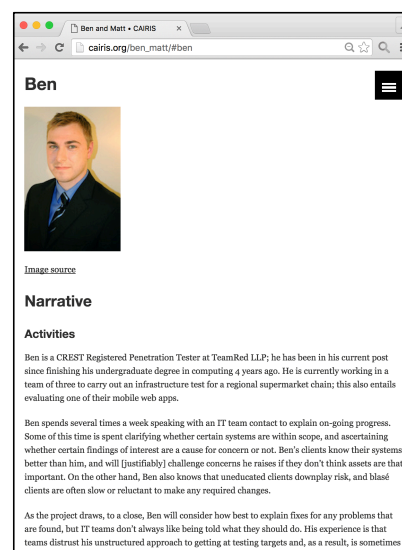 Ben and Matt • CAIRIS
cairis.org/ben_matt/#ben
Ben
Image source
Narrative
Activities
Ben is a CREST Registered Penetration Tester at TeamRed LLP; he has been in his current post
since finishing his undergraduate degree in computing 4 years ago. He is currently working in a
team of three to carry out an infrastructure test for a regional supermarket chain; this also entails
evaluating one of their mobile web apps.
Ben spends several times a week speaking with an IT team contact to explain on-going progress.
Some of this time is spent clarifying whether certain systems are within scope, and ascertaining
whether certain findings of interest are a cause for concern or not. Ben's clients know their systems
better than him, and will [justifiably] challenge concerns he raises if they don't think assets are that
important. On the other hand, Ben also knows that uneducated clients downplay risk, and blasé
clients are often slow or reluctant to make any required changes.
As the project draws, to a close, Ben will consider how best to explain fixes for any problems that
are found, but IT teams don't always like being told what they should do. His experience is that
teams distrust his unstructured approach to getting at testing targets and, as a result, is sometimes